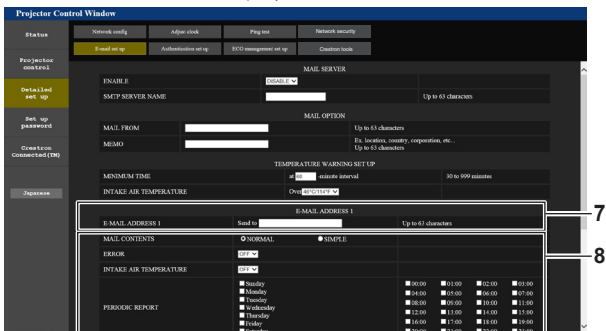 Projector Control Window
Status
Network config Adjust clock Ping test Network security
E-mail set up Authentication set up ECO management set up Crestron tools
Projector control
Detailed set up
Set up password
Crestron Connected(TM)
Japanese
MAIL SERVER
ENABLE DISABLE
SMTP SERVER NAME Up to 63 characters
MAIL OPTION
MAIL FROM Up to 63 characters
MEMO Ex. location, country, corporation, etc...
Up to 63 characters
TEMPERATURE WARNING SET UP
MINIMUM TIME at 60 -minute interval 30 to 999 minutes
INTAKE AIR TEMPERATURE Over 46°C/114°F
E-MAIL ADDRESS 1
E-MAIL ADDRESS 1 Send to Up to 63 characters
7
MAIL CONTENTS NORMAL SIMPLE
8
ERROR OFF
INTAKE AIR TEMPERATURE OFF
PERIODIC REPORT
Sunday 00:00 01:00 02:00 03:00
Monday 04:00 05:00 06:00 07:00
Tuesday 08:00 09:00 10:00 11:00
Wednesday 12:00 13:00 14:00 15:00
Thursday 16:00 17:00 18:00 19:00
Friday